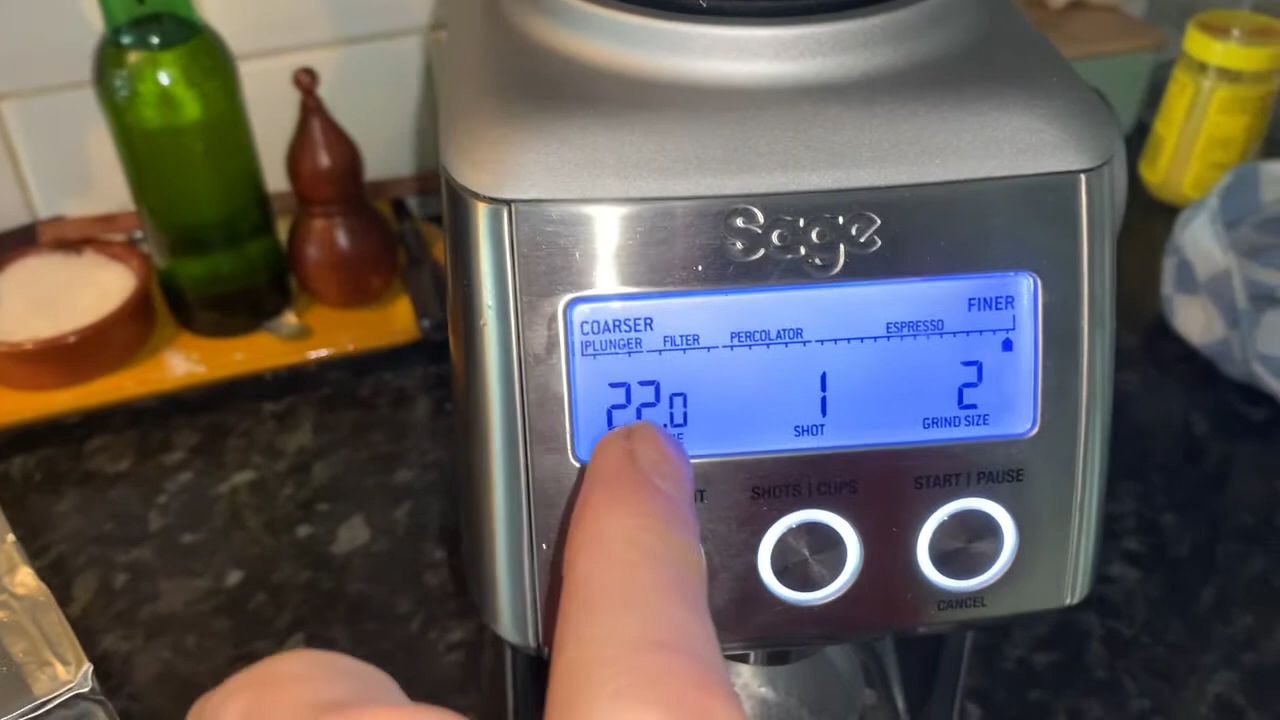 Sage
FINER
COARSER
PLUNGER FILTER PERCOLATOR ESPRESSO
22.0 1 2
SHOT GRIND SIZE
SHOTS | CUPS START | PAUSE
CANCEL